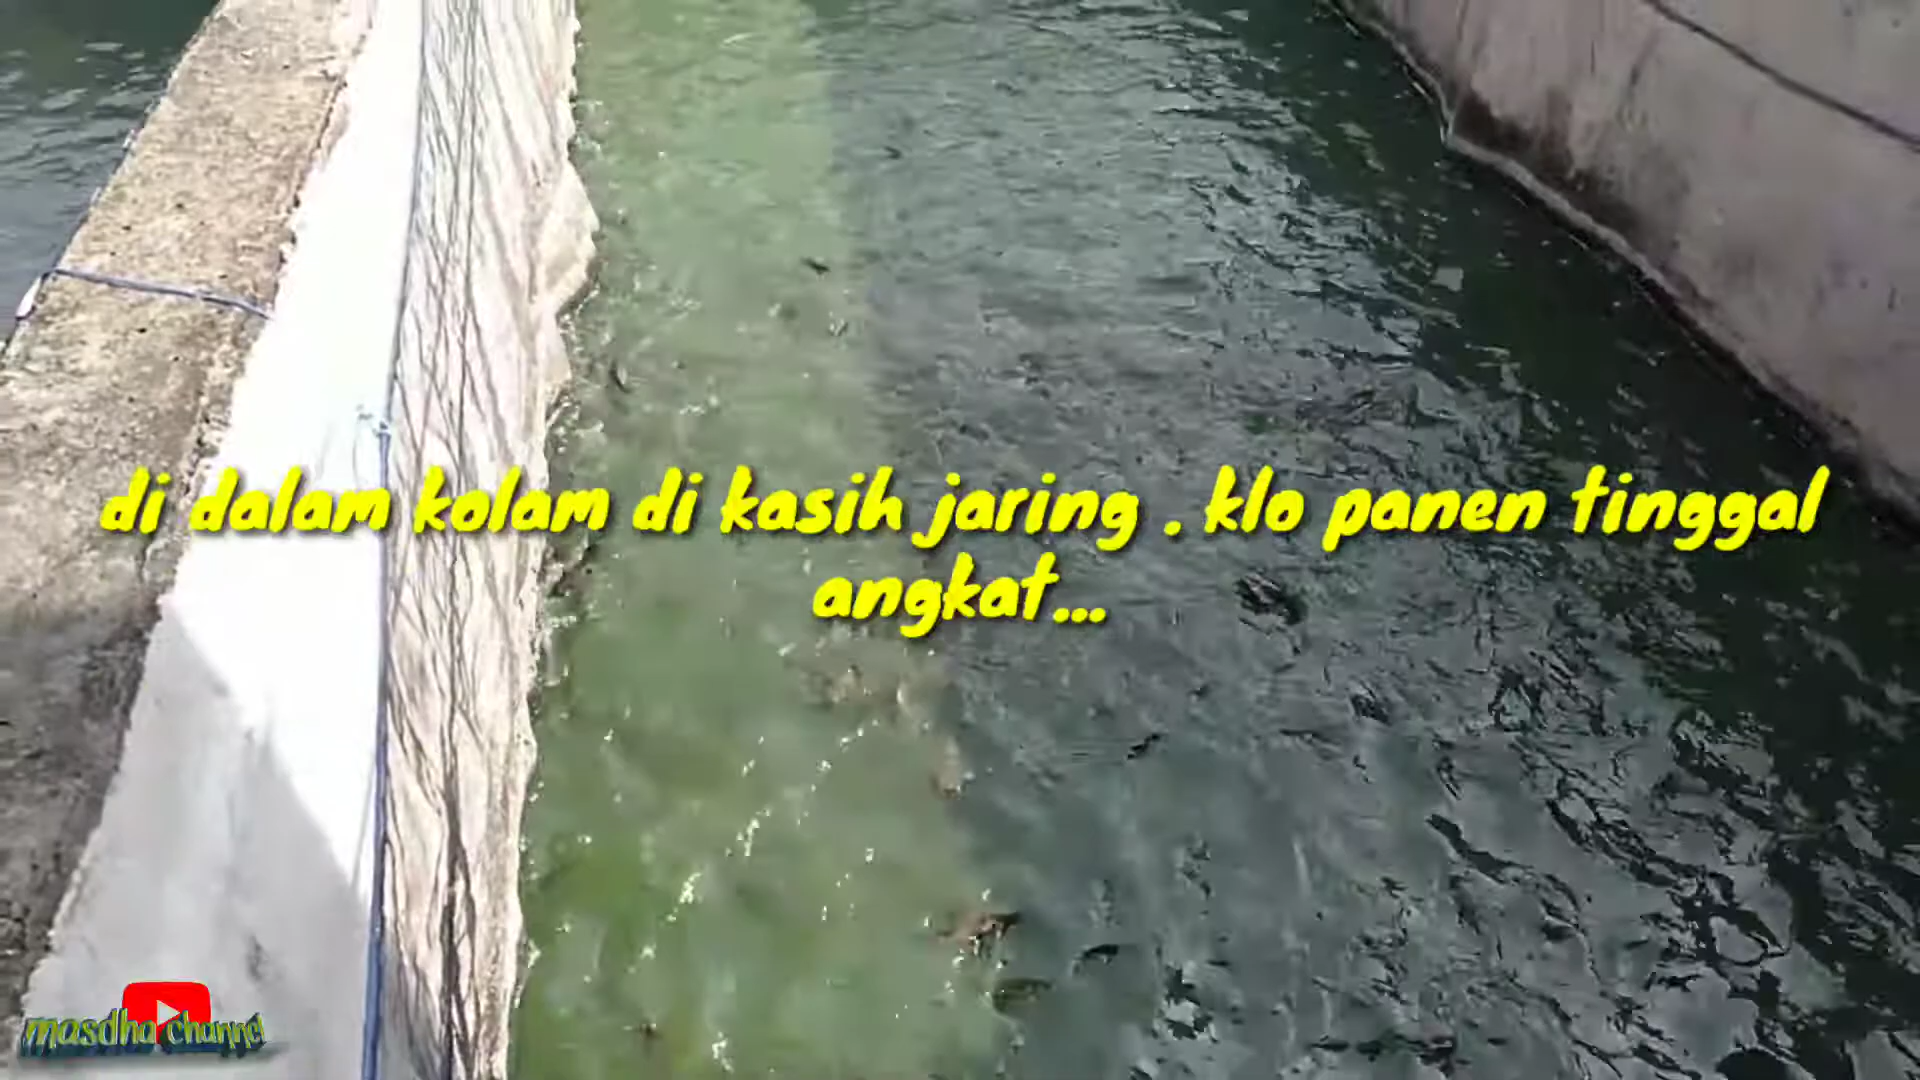 di dalam kolam di kasih jaring . klo panen tinggal
angkat...
masdha channel